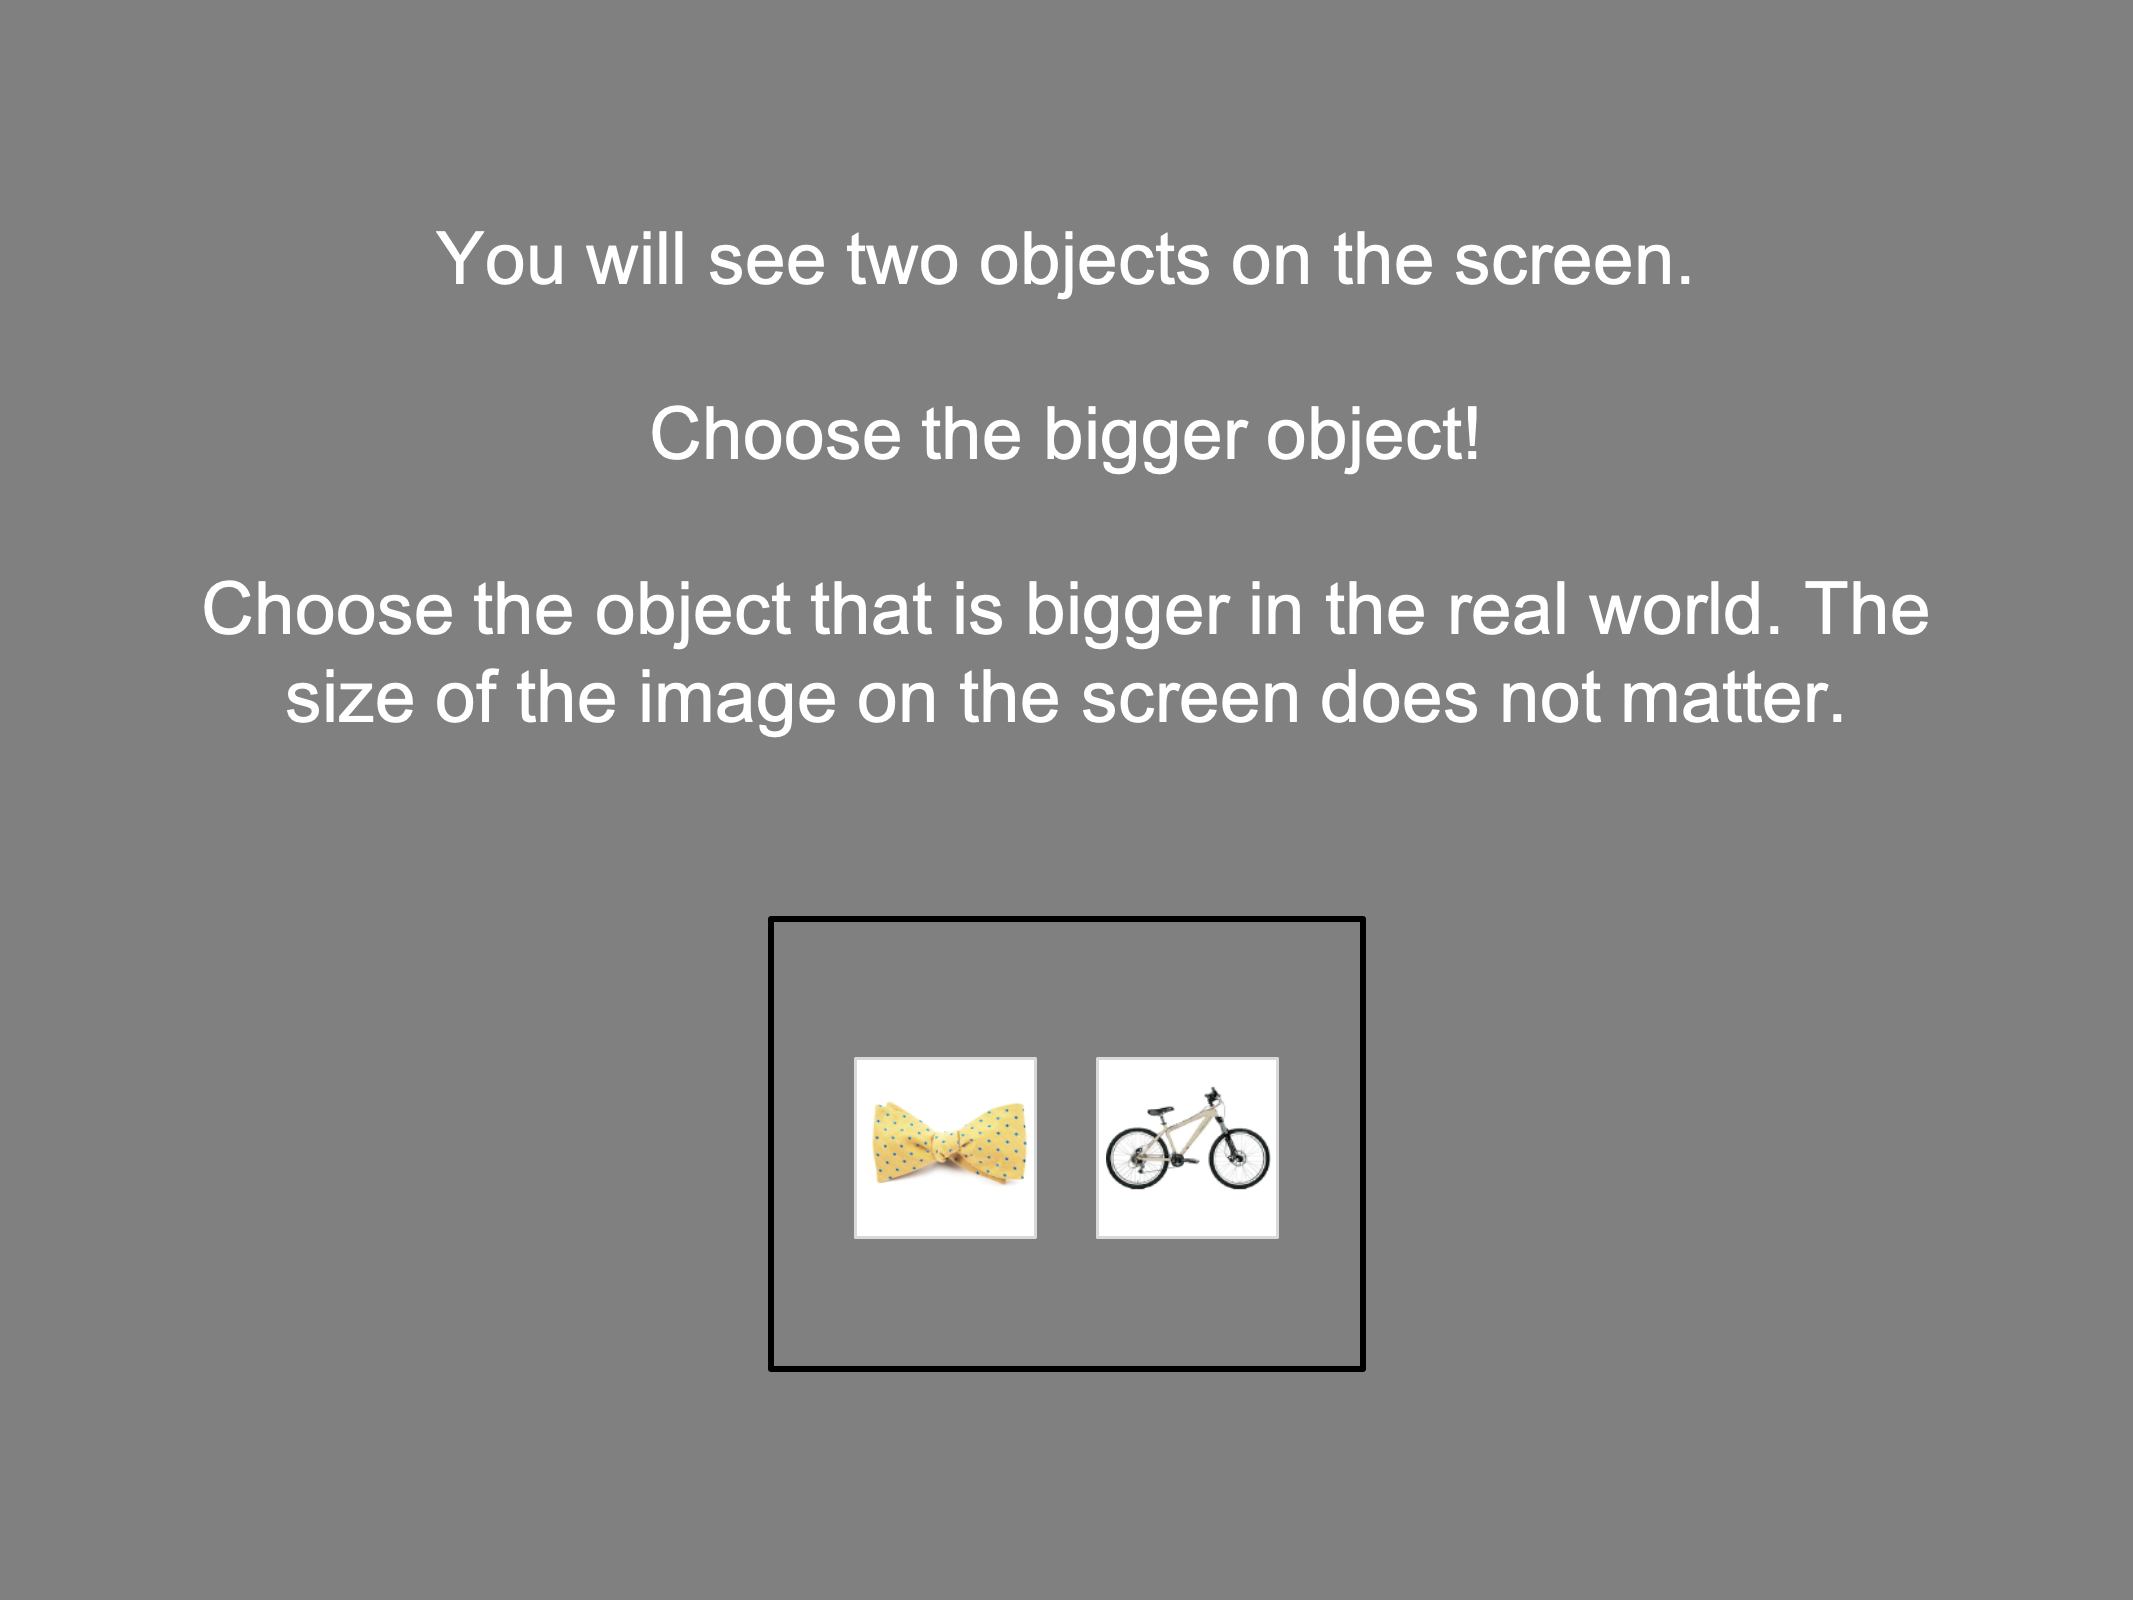 You will see two objects on the screen.
Choose the bigger object!
Choose the object that is bigger in the real world. The
size of the image on the screen does not matter.